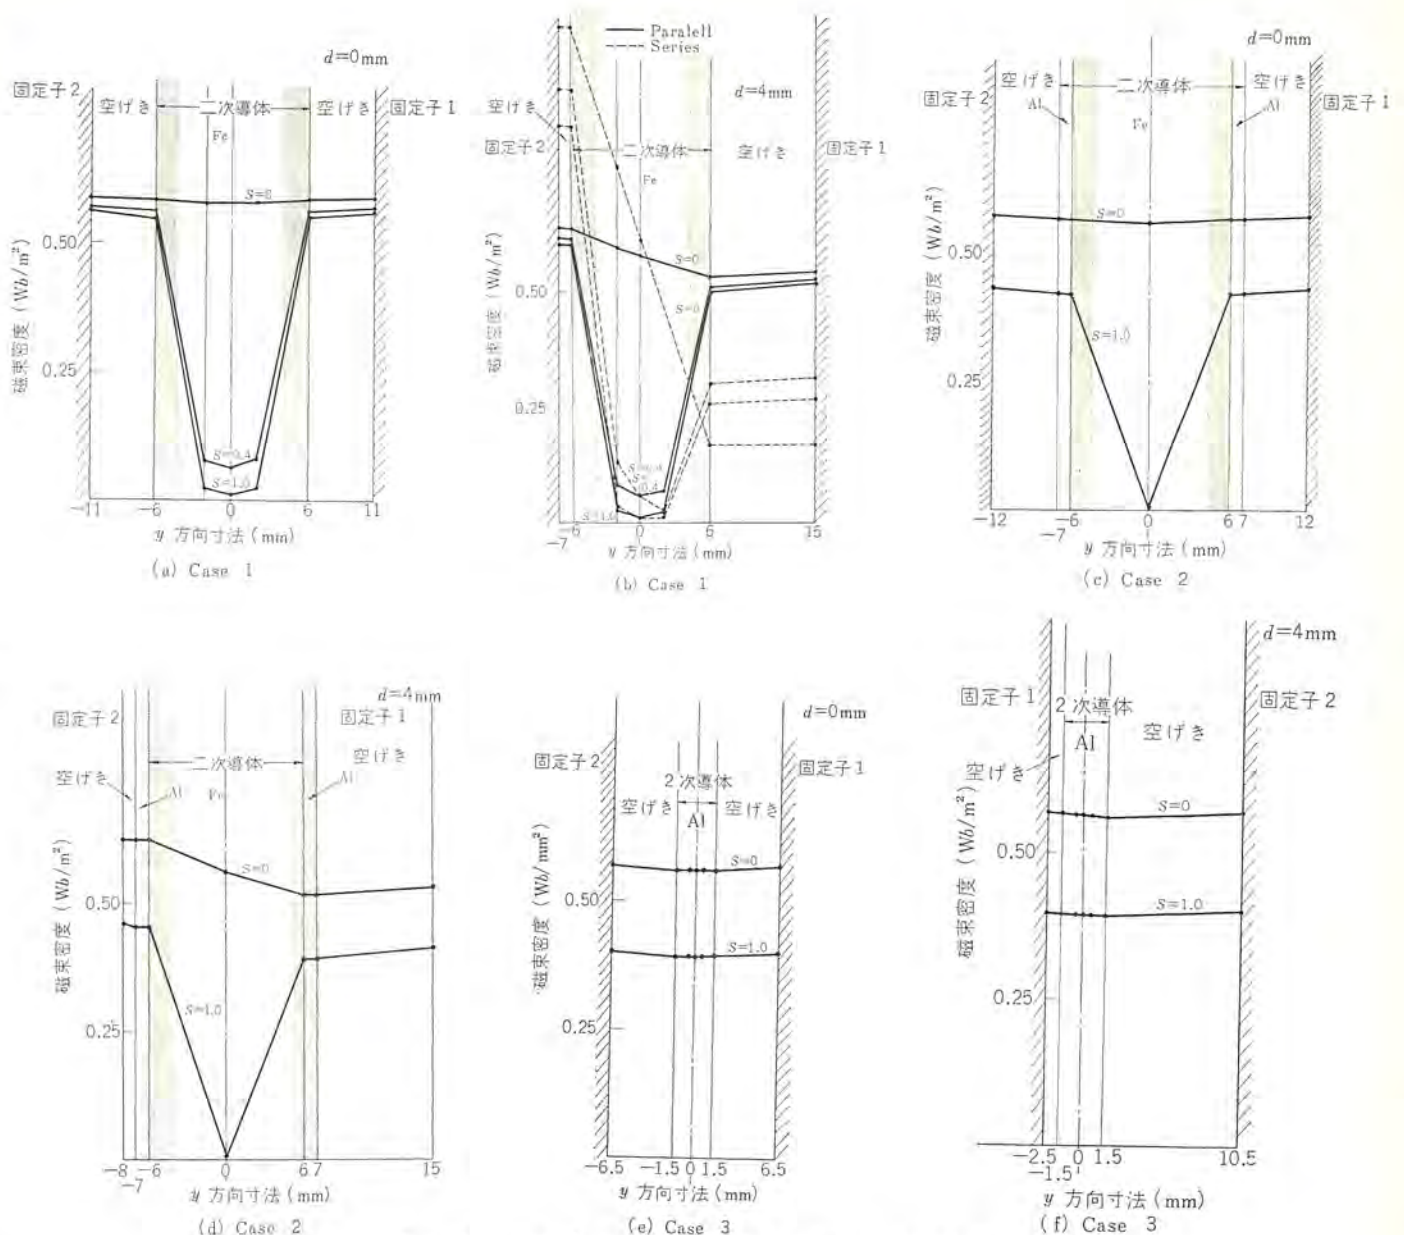 d=0mm
固定子2
空げき
二次導体
空げき
固定子1
Fe
S=0
0.50
0.25
磁束密度 (Wb/m²)
S=0.4
S=1.0
-11
-6
0
6
11
y 方向寸法 (mm)
(a) Case 1
Paralell
Series
d=4mm
空げき
固定子2
二次導体
空げき
固定子1
Fe
S=0
S=0
0.50
0.25
磁束密度 (Wb/m²)
0.4
S=1.0
-7
-6
0
6
15
y 方向寸法 (mm)
(b) Case 1
d=0mm
空げき
二次導体
空げき
固定子2
Al
Fe
Al
固定子1
S=0
0.50
0.25
磁束密度 (Wb/m²)
S=1.0
-12
-7
-6
0
6
7
12
y 方向寸法 (mm)
(c) Case 2
d=4mm
固定子2
固定子1
二次導体
空げき
空げき
Al
Fe
Al
S=0
0.50
0.25
磁束密度 (Wb/m²)
S=1.0
-8
-7
-6
0
6
7
15
y 方向寸法 (mm)
(d) Case 2
d=0mm
固定子2
固定子1
2次導体
空げき
Al
空げき
S=0
0.50
S=1.0
0.25
磁束密度 (Wb/mm²)
-6.5
-1.5
0
1.5
6.5
y 方向寸法 (mm)
(e) Case 3
d=4mm
固定子1
固定子2
2次導体
Al
空げき
空げき
S=0
0.50
S=1.0
0.25
磁束密度 (Wb/m²)
-2.5
-1.5
0
1.5
10.5
y 方向寸法 (mm)
(f) Case 3